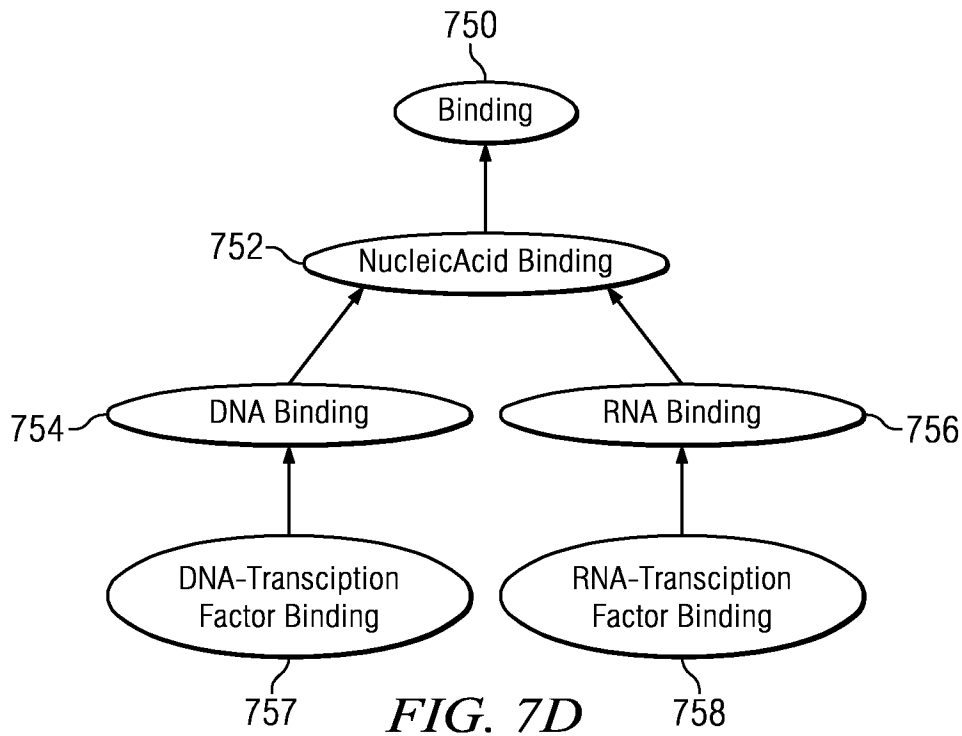 750
Binding
752
NucleicAcid Binding
754
DNA Binding
RNA Binding
756
DNA-Transciption
Factor Binding
RNA-Transciption
Factor Binding
757
758
FIG. 7D